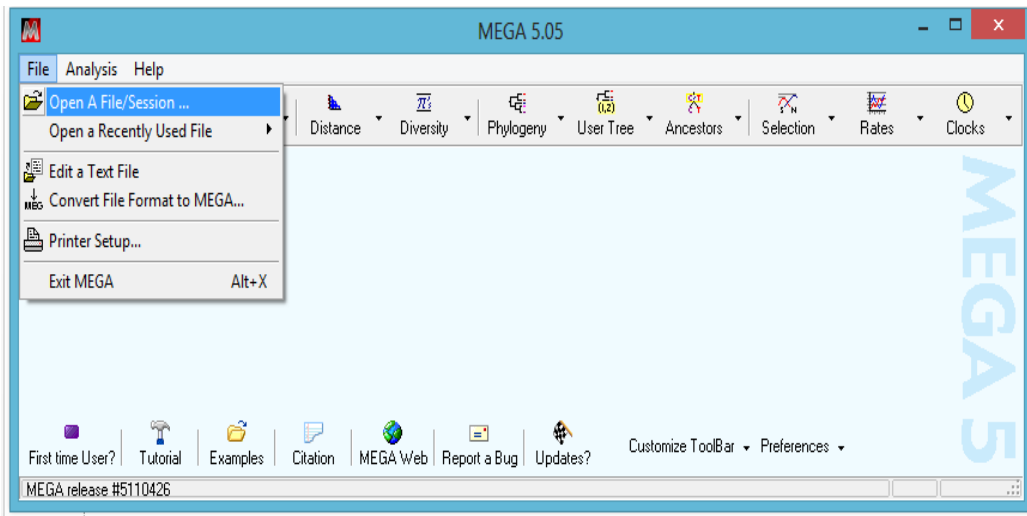 MEGA 5.05
File Analysis Help
Open A File/Session ...
Open a Recently Used File
Edit a Text File
Convert File Format to MEGA...
Printer Setup...
Exit MEGA Alt+X
Distance Diversity Phylogeny User Tree Ancestors Selection Rates Clocks
MEGA 5
First time User? Tutorial Examples Citation MEGA Web Report a Bug Updates? Customize ToolBar Preferences
MEGA release #5110426